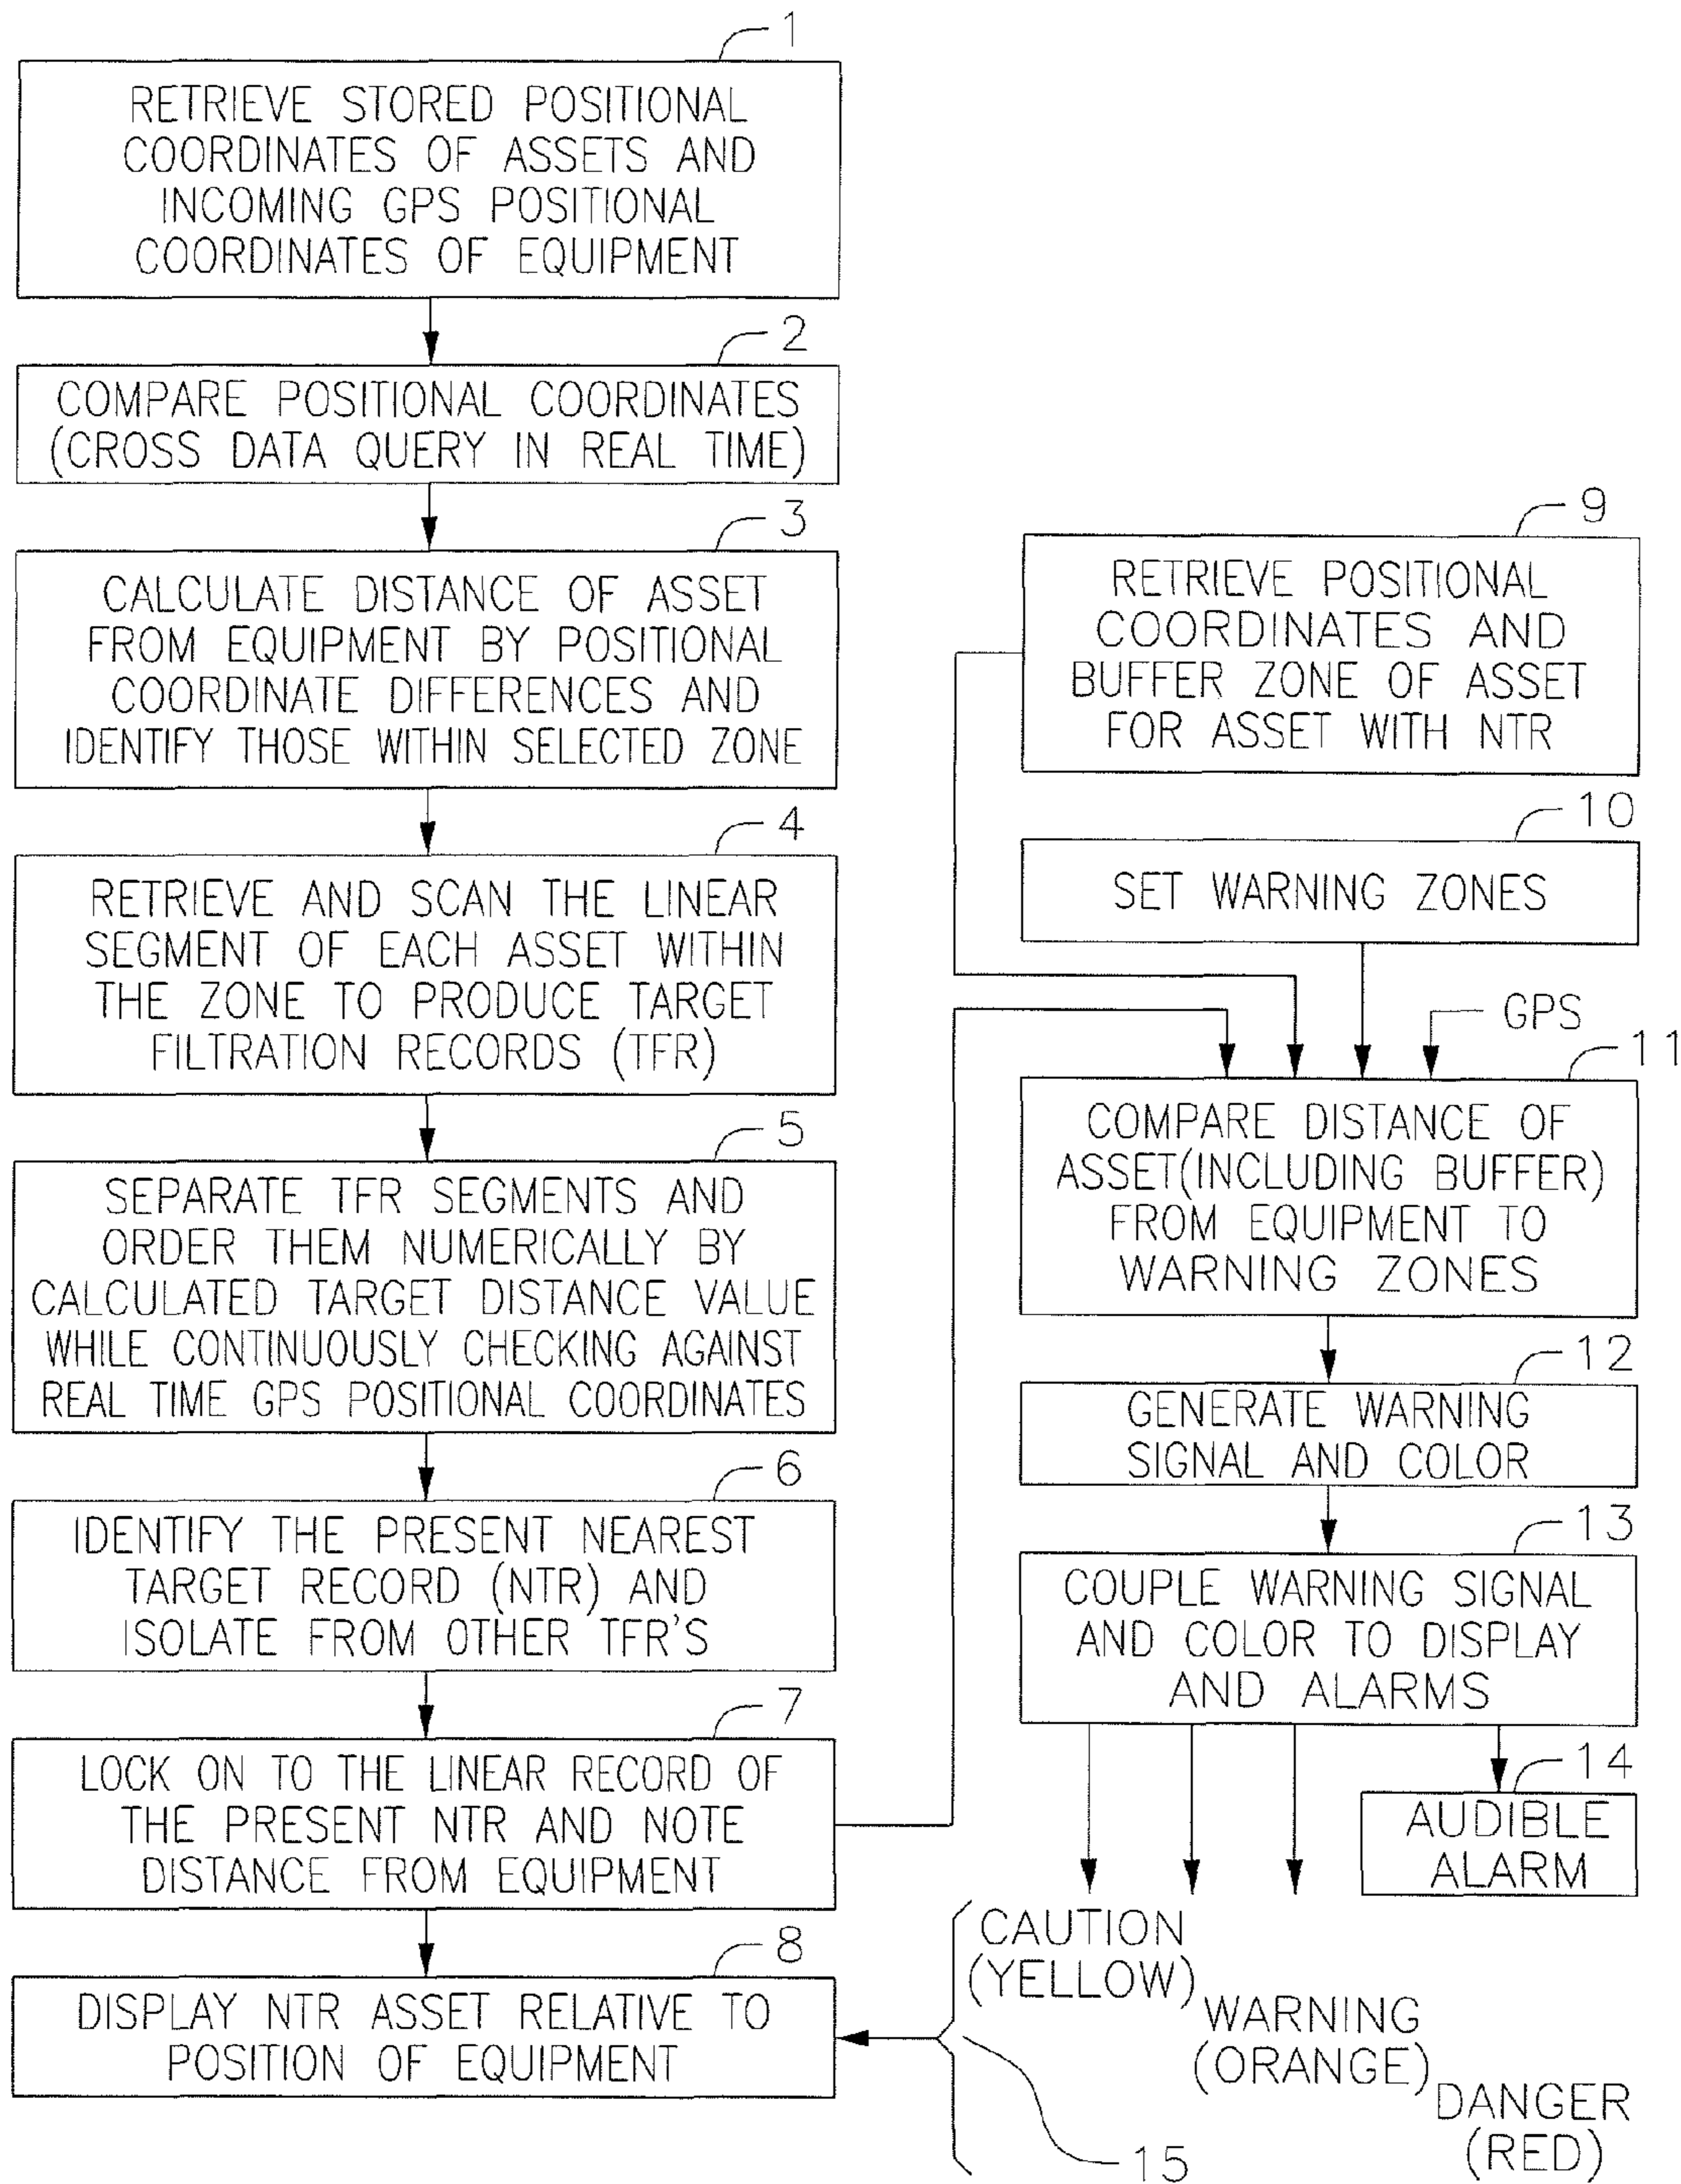 1
RETRIEVE STORED POSITIONAL
COORDINATES OF ASSETS AND
INCOMING GPS POSITIONAL
COORDINATES OF EQUIPMENT
2
COMPARE POSITIONAL COORDINATES
(CROSS DATA QUERY IN REAL TIME)
3
CALCULATE DISTANCE OF ASSET
FROM EQUIPMENT BY POSITIONAL
COORDINATE DIFFERENCES AND
IDENTIFY THOSE WITHIN SELECTED ZONE
4
RETRIEVE AND SCAN THE LINEAR
SEGMENT OF EACH ASSET WITHIN
THE ZONE TO PRODUCE TARGET
FILTRATION RECORDS (TFR)
5
SEPARATE TFR SEGMENTS AND
ORDER THEM NUMERICALLY BY
CALCULATED TARGET DISTANCE VALUE
WHILE CONTINUOUSLY CHECKING AGAINST
REAL TIME GPS POSITIONAL COORDINATES
6
IDENTIFY THE PRESENT NEAREST
TARGET RECORD (NTR) AND
ISOLATE FROM OTHER TFR'S
7
LOCK ON TO THE LINEAR RECORD OF
THE PRESENT NTR AND NOTE
DISTANCE FROM EQUIPMENT
8
DISPLAY NTR ASSET RELATIVE TO
POSITION OF EQUIPMENT
9
RETRIEVE POSITIONAL
COORDINATES AND
BUFFER ZONE OF ASSET
FOR ASSET WITH NTR
10
SET WARNING ZONES
GPS
11
COMPARE DISTANCE OF
ASSET(INCLUDING BUFFER)
FROM EQUIPMENT TO
WARNING ZONES
12
GENERATE WARNING
SIGNAL AND COLOR
13
COUPLE WARNING SIGNAL
AND COLOR TO DISPLAY
AND ALARMS
14
AUDIBLE
ALARM
CAUTION
(YELLOW)
WARNING
(ORANGE)
DANGER
(RED)
15